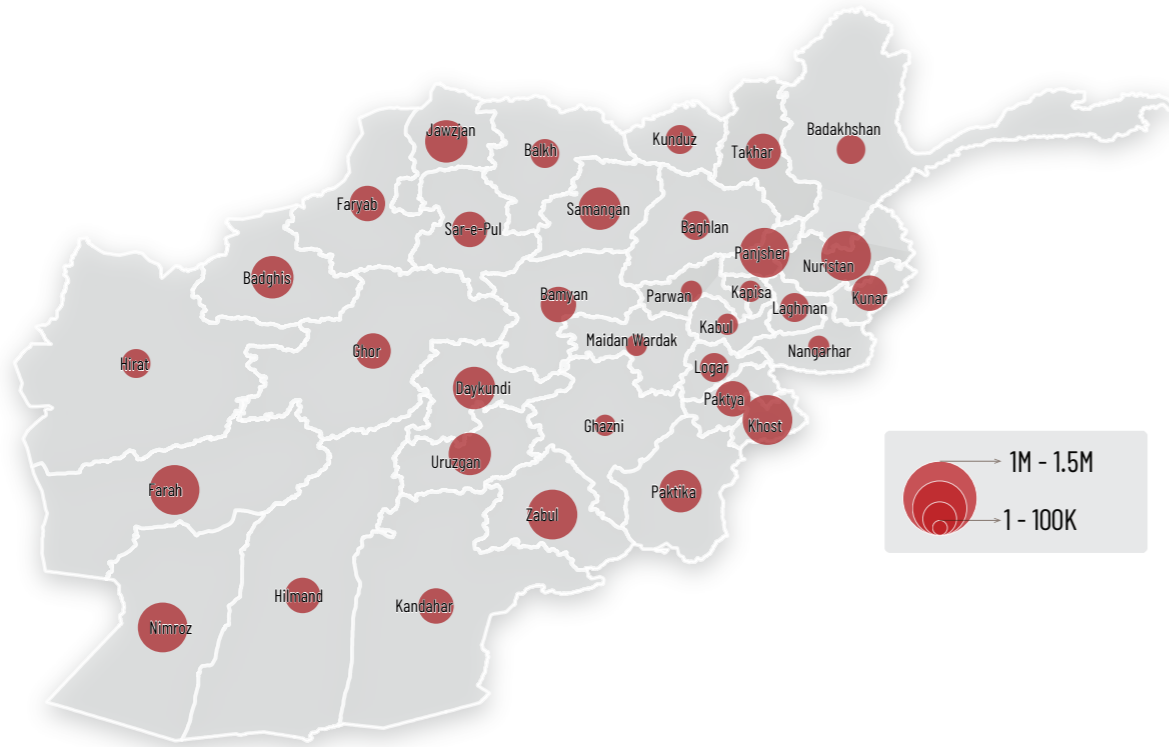 Jawzjan
Balkh
Kunduz
Takhar
Badakhshan
Faryab
Sar-e-Pul
Samangan
Baghlan
Panjsher
Nuristan
Badghis
Bamyan
Parwan
Kapisa
Laghman
Kunar
Hirat
Ghor
Maidan Wardak
Kabul
Nangarhar
Daykundi
Logar
Paktya
Khost
Ghazni
Uruzgan
Farah
Zabul
Paktika
1M - 1.5M
1 - 100K
Nimroz
Hilmand
Kandahar